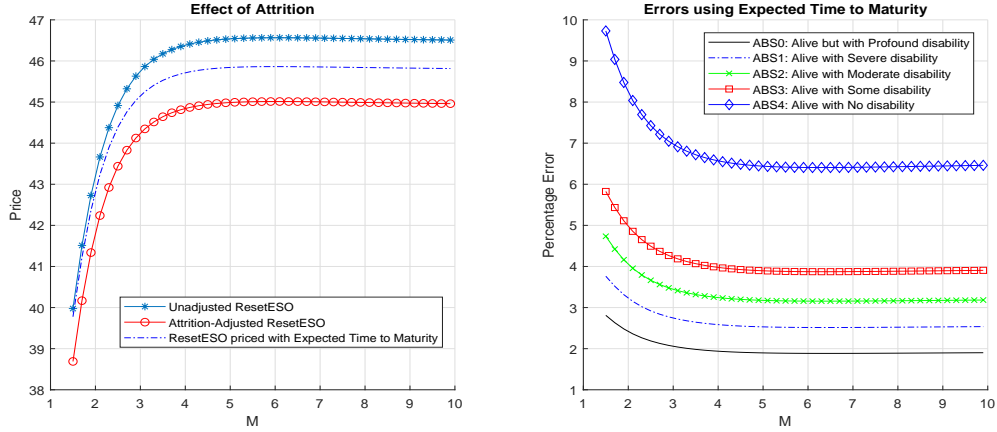 Effect of Attrition
47
46
45
44
43
42
41
40
39
38
Price
1 2 3 4 5 6 7 8 9 10
M
Unadjusted ResetESO
Attrition-Adjusted ResetESO
ResetESO priced with Expected Time to Maturity
Errors using Expected Time to Maturity
10
9
8
7
6
5
4
3
2
1
Percentage Error
1 2 3 4 5 6 7 8 9 10
M
ABS0: Alive but with Profound disability
ABS1: Alive with Severe disability
ABS2: Alive with Moderate disability
ABS3: Alive with Some disability
ABS4: Alive with No disability